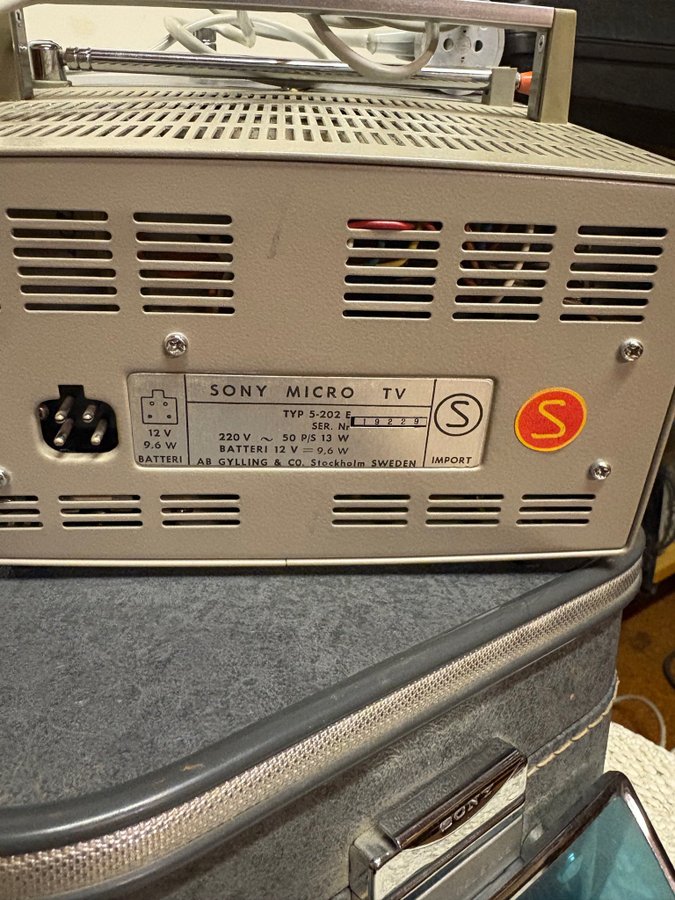 SONY MICRO TV
TYP 5-202 E
SER. Nr 19229
220 V ~ 50 P/S 13 W
BATTERI 12 V = 9,6 W
AB GYLLING & CO. Stockholm SWEDEN
12 V
9,6 W
BATTERI
S
IMPORT
S
SONY